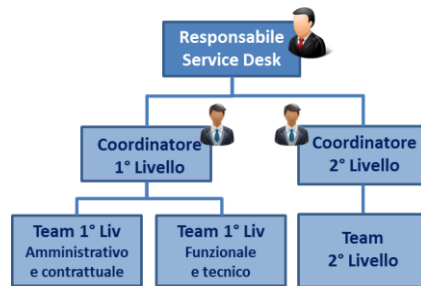 Responsabile
Service Desk
Coordinatore
1° Livello
Coordinatore
2° Livello
Team 1° Liv
Amministrativo
e contrattuale
Team 1° Liv
Funzionale
e tecnico
Team
2° Livello